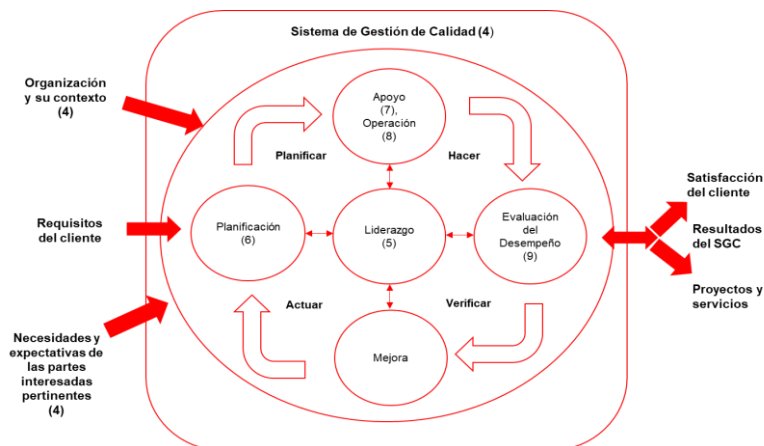 Sistema de Gestión de Calidad (4)
Organización
y su contexto
(4)
Requisitos
del cliente
Necesidades y
expectativas de
las partes
interesadas
pertinentes
(4)
Apoyo
(7),
Operación
(8)
Planificar
Hacer
Planificación
(6)
Liderazgo
(5)
Evaluación
del
Desempeño
(9)
Actuar
Verificar
Mejora
Satisfacción
del cliente
Resultados
del SGC
Proyectos y
servicios